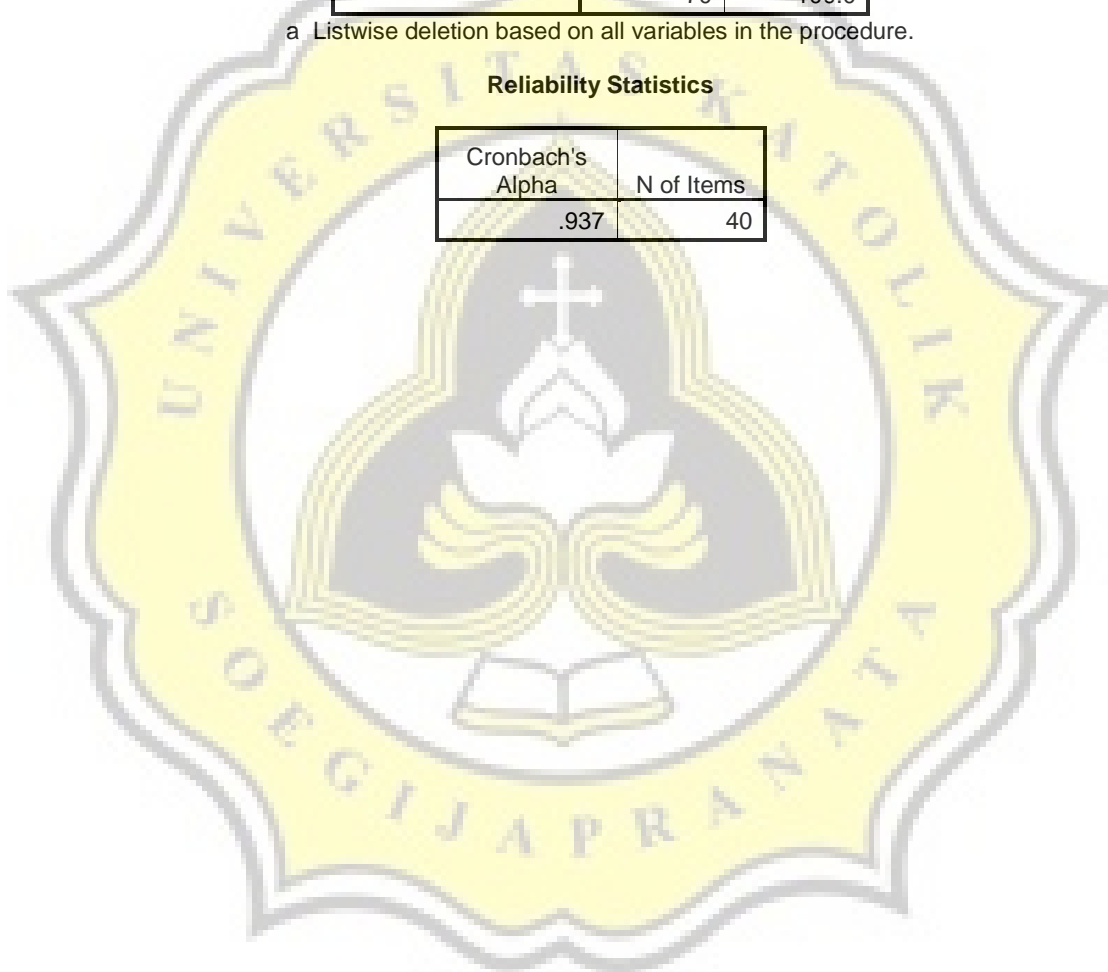 a Listwise deletion based on all variables in the procedure.
Reliability Statistics
Cronbach's
Alpha
N of Items
.937
40
UNIVERSITAS KATOLIK
SOEGIJAPRANATA